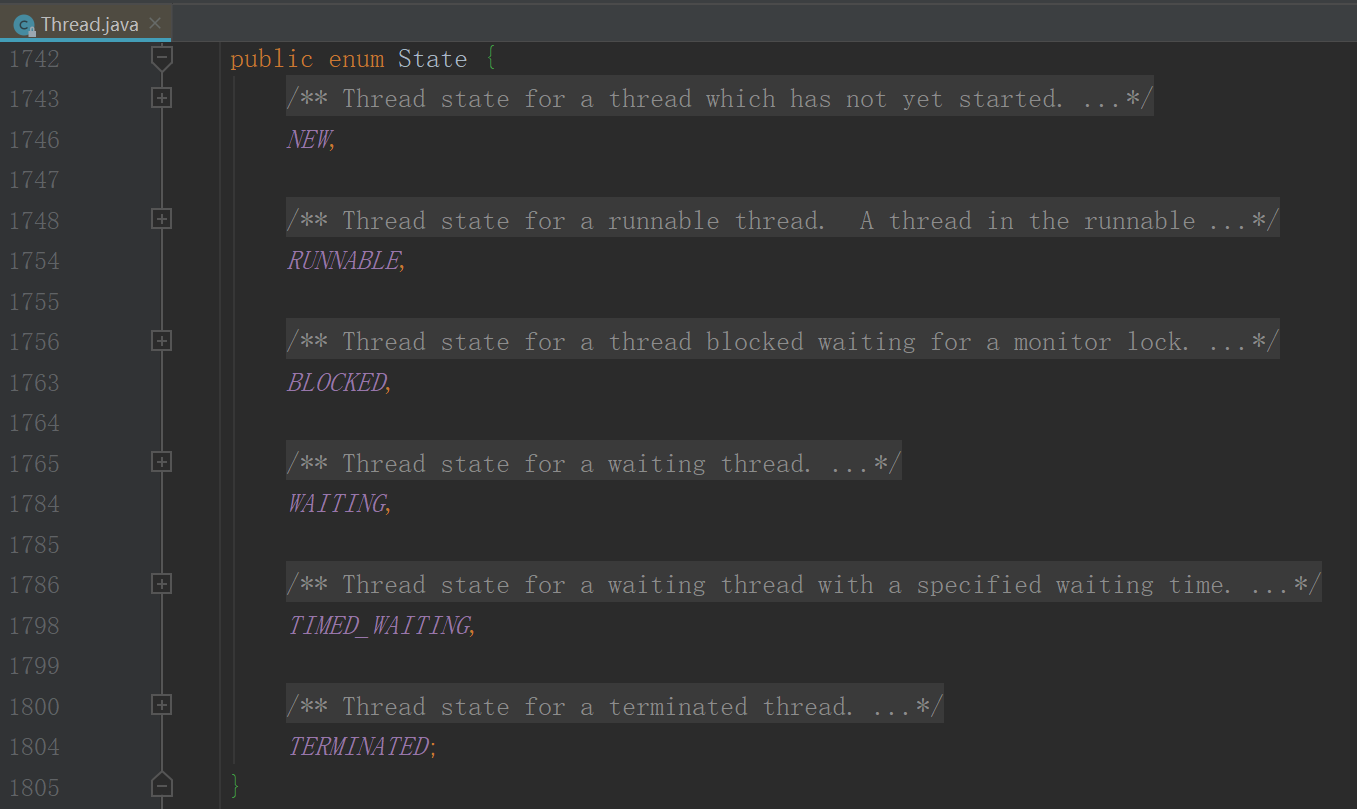 Thread.java
1742 public enum State {
1743 /** Thread state for a thread which has not yet started. ...*/
1746 NEW,
1747
1748 /** Thread state for a runnable thread.  A thread in the runnable ...*/
1754 RUNNABLE,
1755
1756 /** Thread state for a thread blocked waiting for a monitor lock. ...*/
1763 BLOCKED,
1764
1765 /** Thread state for a waiting thread. ...*/
1784 WAITING,
1785
1786 /** Thread state for a waiting thread with a specified waiting time. ...*/
1798 TIMED_WAITING,
1799
1800 /** Thread state for a terminated thread. ...*/
1804 TERMINATED;
1805 }